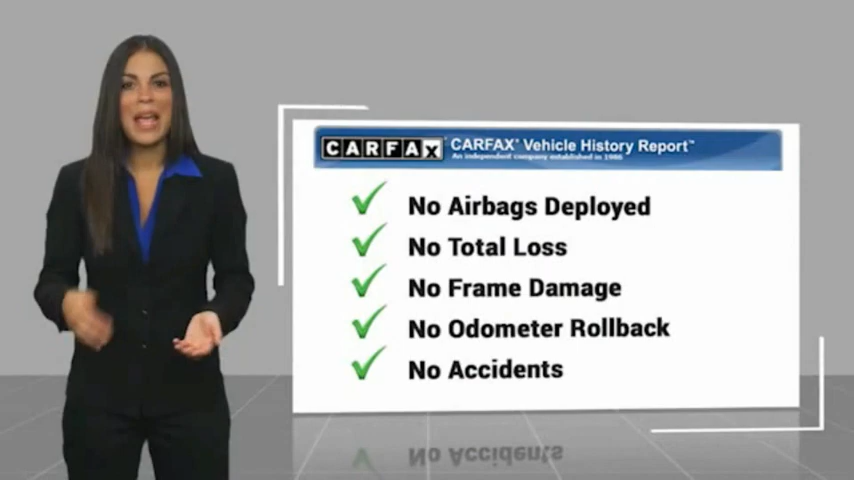 CARFAX CARFAX® Vehicle History Report™
An independent company established in 1986
No Airbags Deployed
No Total Loss
No Frame Damage
No Odometer Rollback
No Accidents
No Accidents